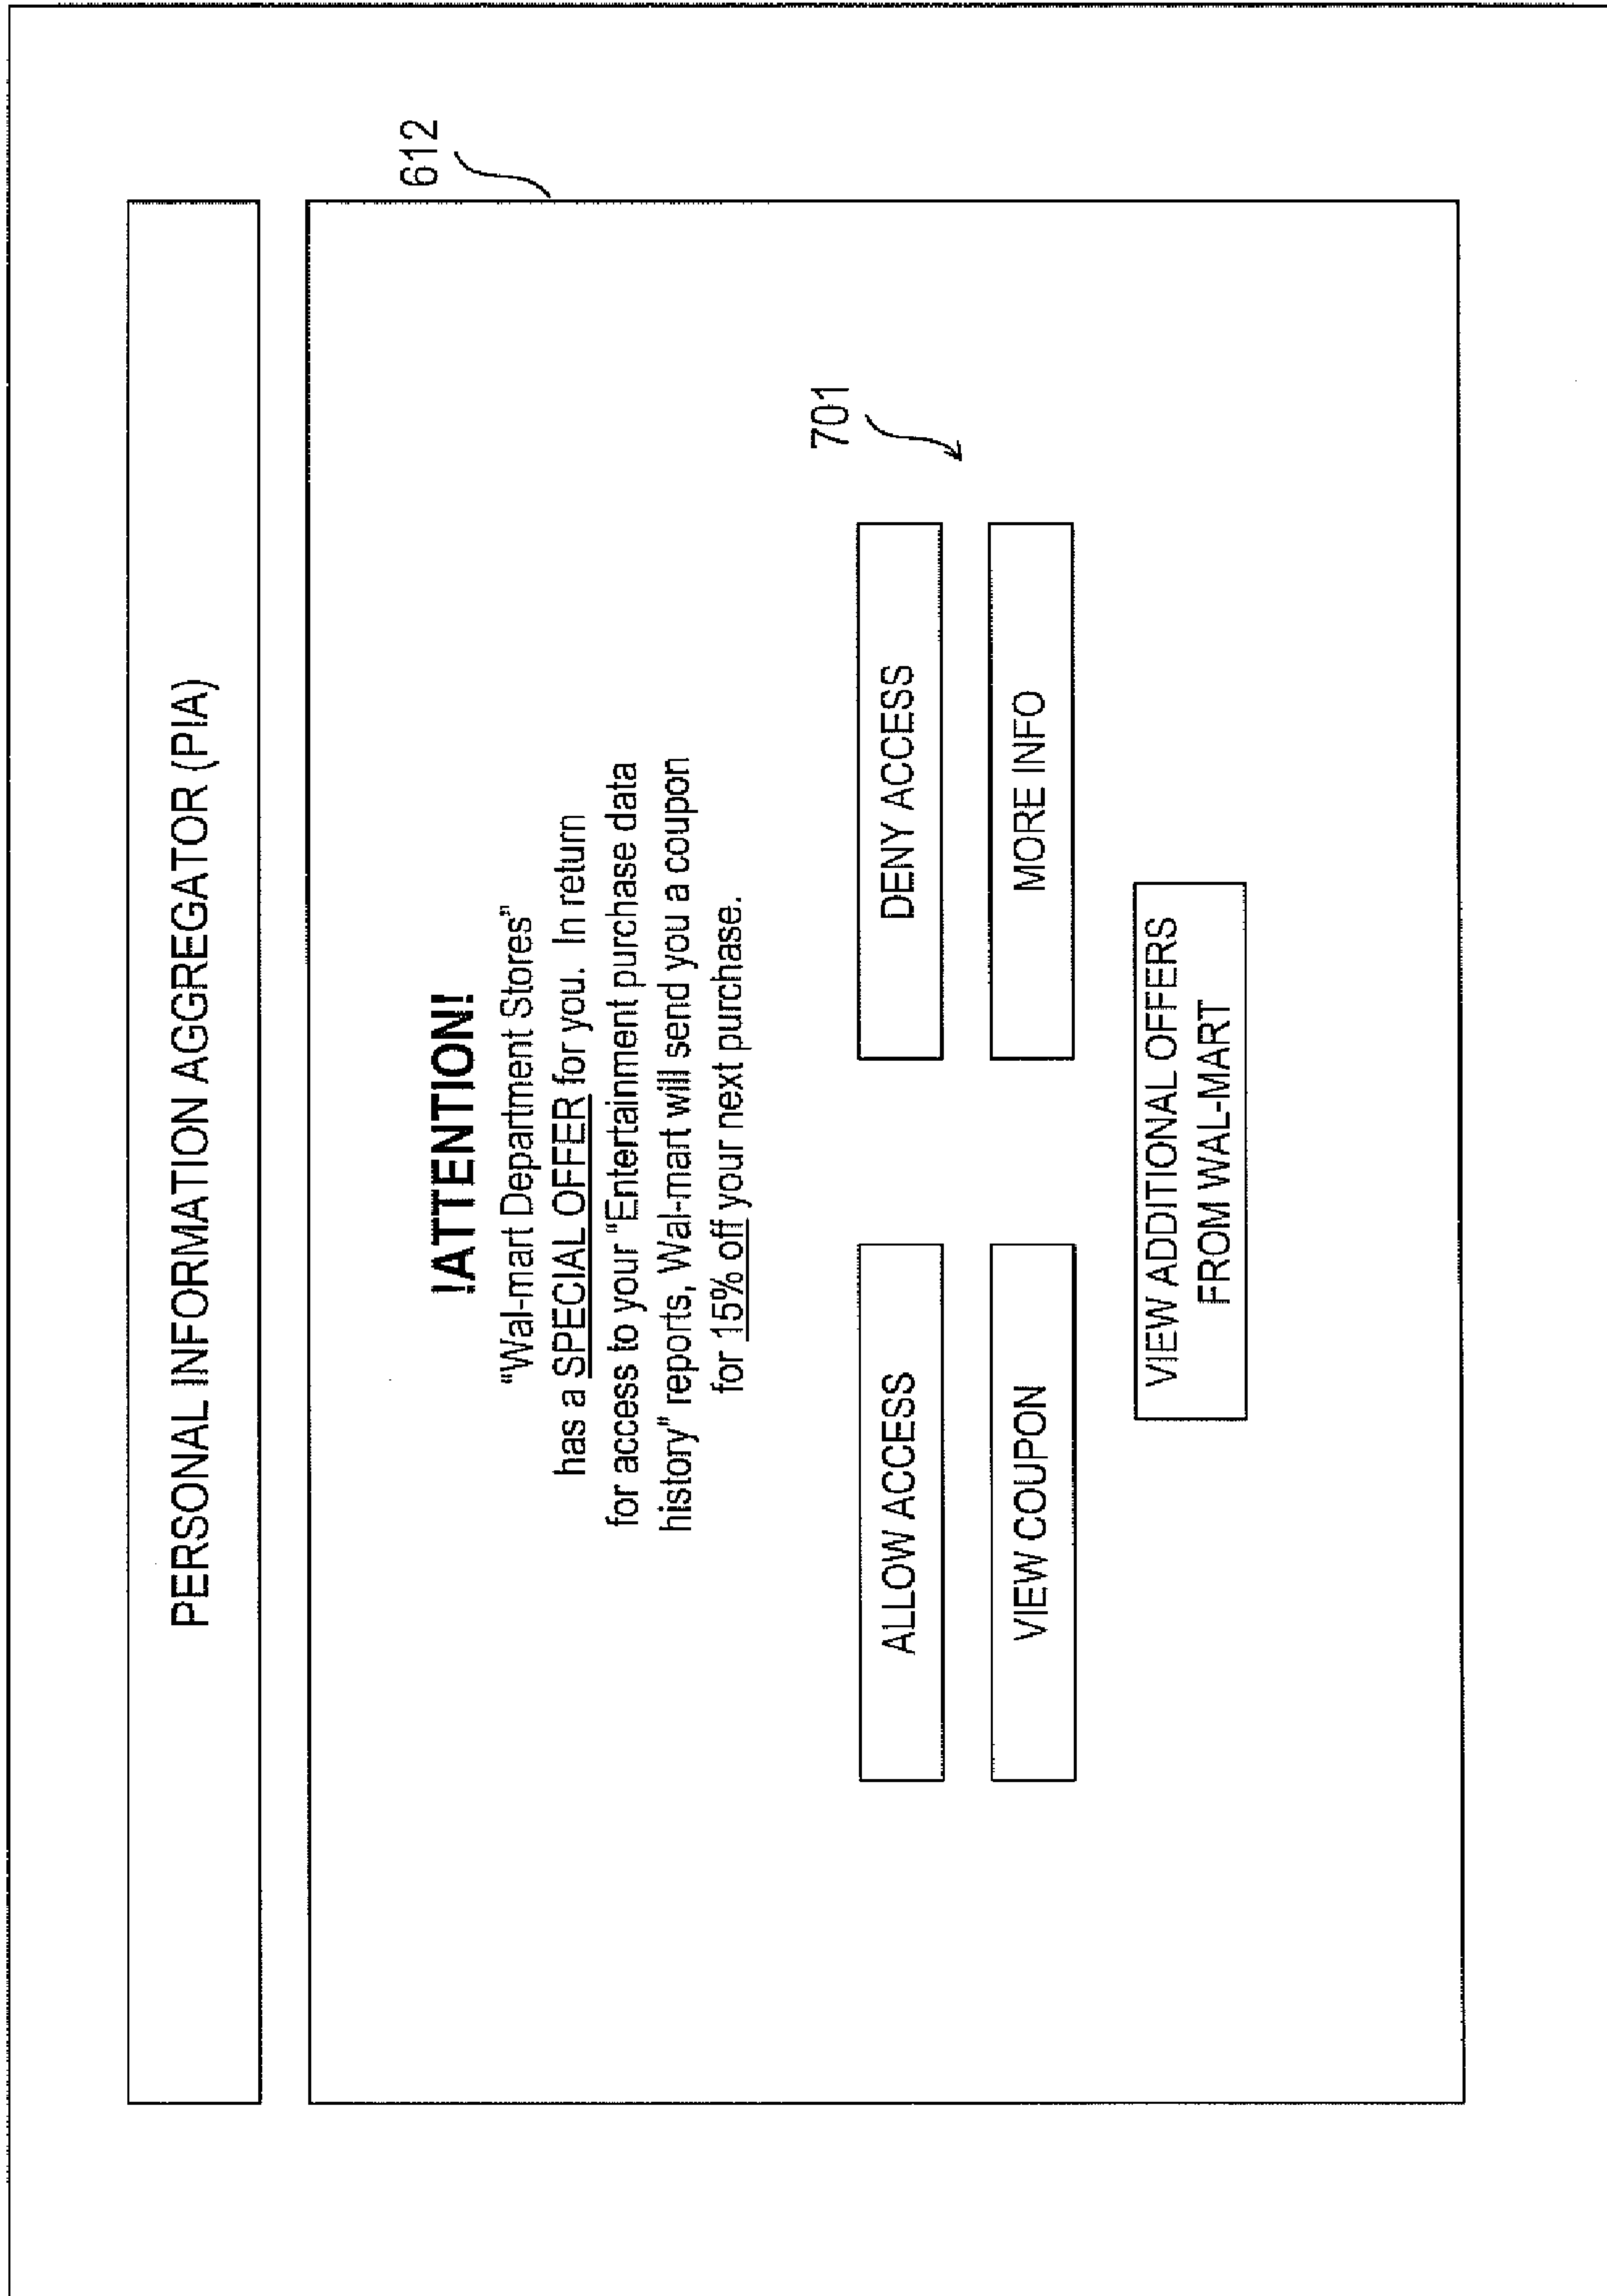 PERSONAL INFORMATION AGGREGATOR (PIA)
612
!ATTENTION!
“Wal-mart Department Stores”
has a SPECIAL OFFER for you. In return
for access to your “Entertainment purchase data
history” reports, Wal-mart will send you a coupon
for 15% off your next purchase.
701
ALLOW ACCESS
DENY ACCESS
VIEW COUPON
MORE INFO
VIEW ADDITIONAL OFFERS
FROM WAL-MART